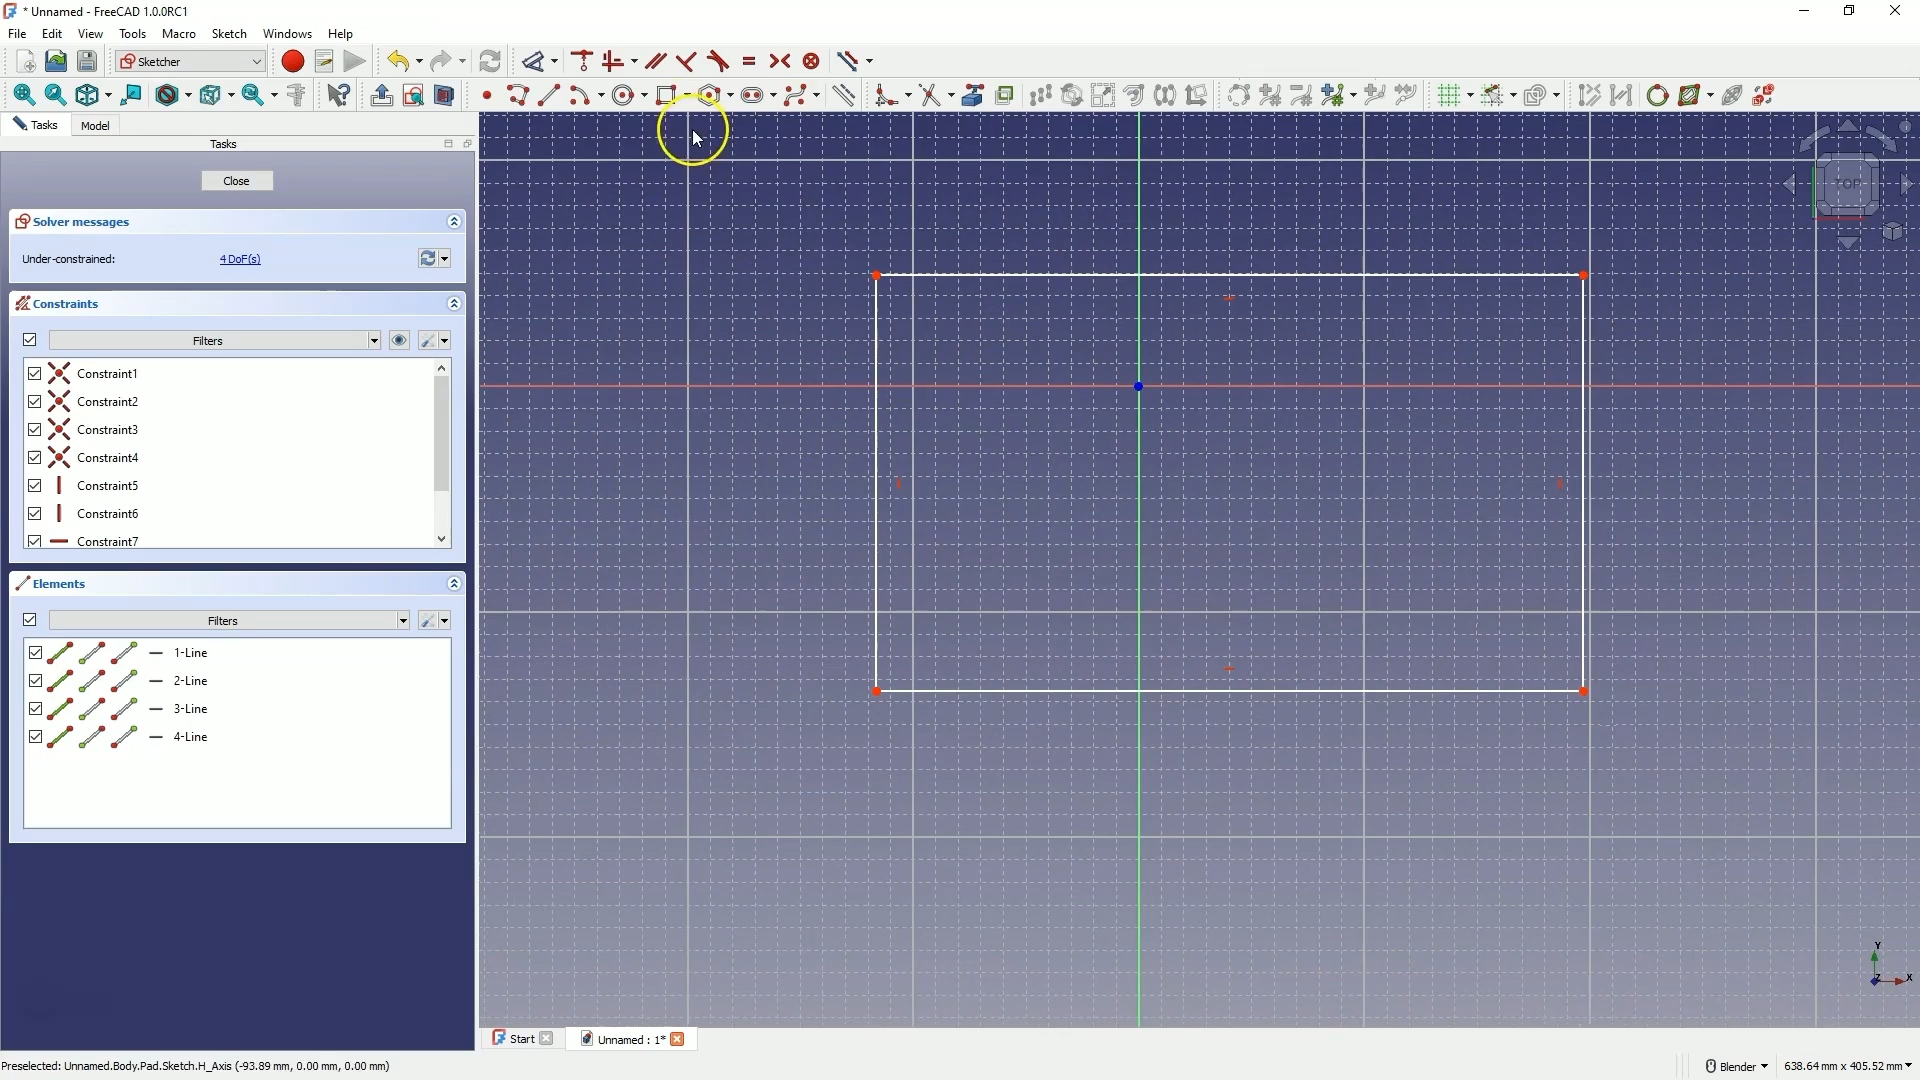 * Unnamed - FreeCAD 1.0.0RC1
File Edit View Tools Macro Sketch Windows Help
Sketcher
Tasks Model
Tasks
Close
Solver messages
Under-constrained: 4 DoF(s)
Constraints
Filters
Constraint1
Constraint2
Constraint3
Constraint4
Constraint5
Constraint6
Constraint7
Elements
Filters
1-Line
2-Line
3-Line
4-Line
TOP
Y
Z X
Start Unnamed : 1*
Preselected: Unnamed.Body.Pad.Sketch.H_Axis (-93.89 mm, 0.00 mm, 0.00 mm) Blender 638.64 mm x 405.52 mm